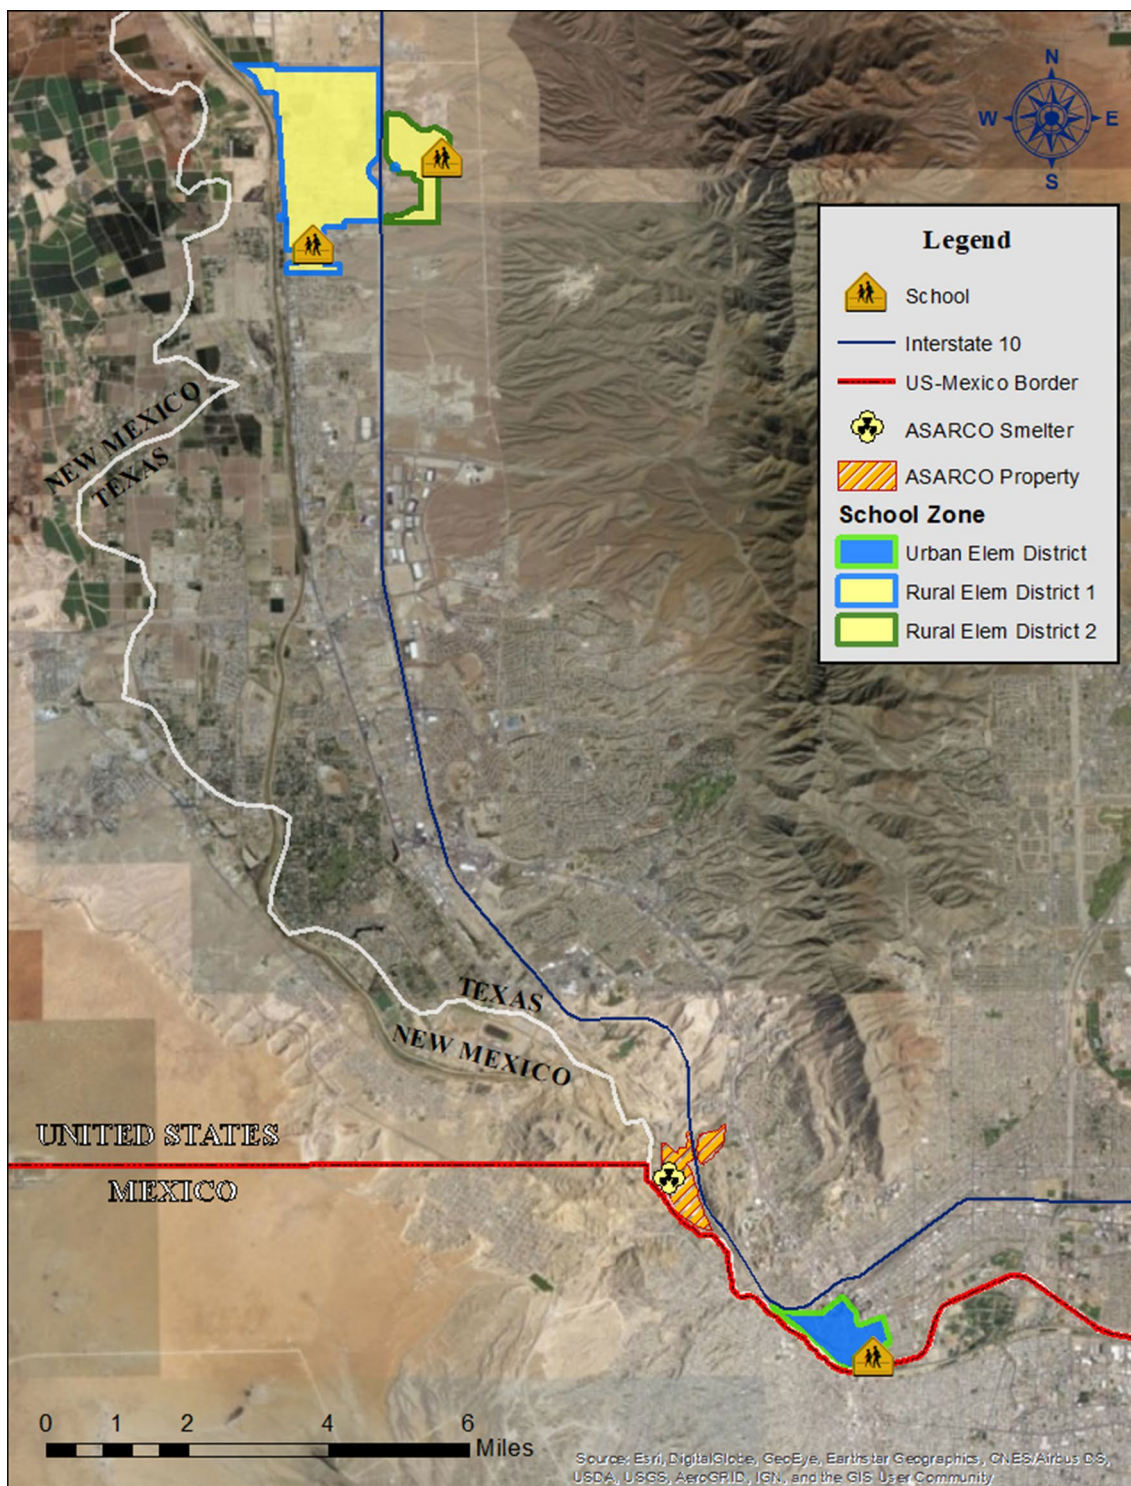 N
W E
S
Legend
School
Interstate 10
US-Mexico Border
ASARCO Smelter
ASARCO Property
School Zone
Urban Elem District
Rural Elem District 1
Rural Elem District 2
NEW MEXICO
TEXAS
TEXAS
NEW MEXICO
UNITED STATES
MEXICO
0 1 2 4 6
Miles
Source: Esri, DigitalGlobe, GeoEye, Earthstar Geographics, CNES/Airbus DS,
USDA, USGS, AeroGRID, IGN, and the GIS User Community